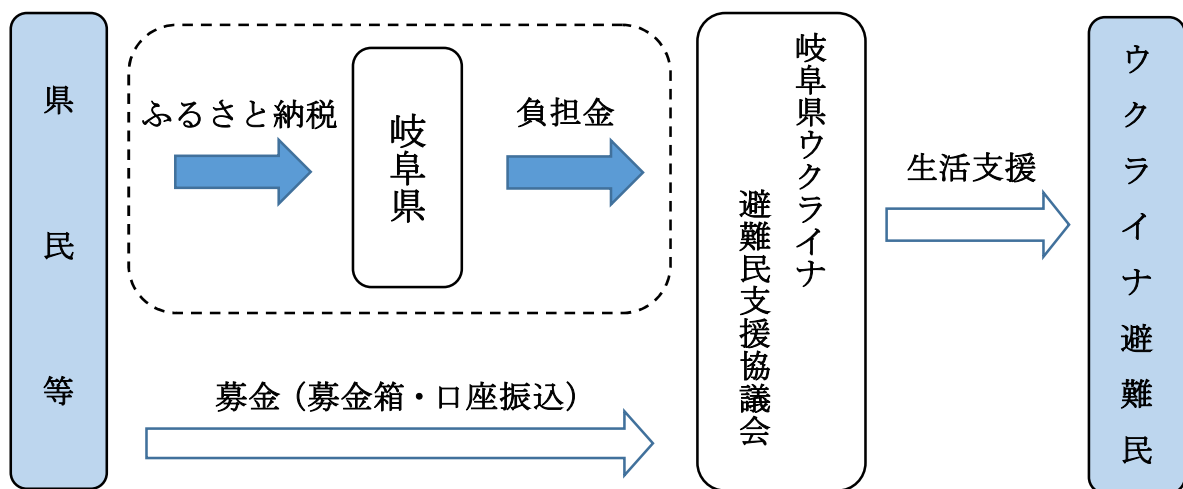 県民等
ふるさと納税
岐阜県
負担金
募金（募金箱・口座振込）
岐阜県ウクライナ
避難民支援協議会
生活支援
ウクライナ避難民